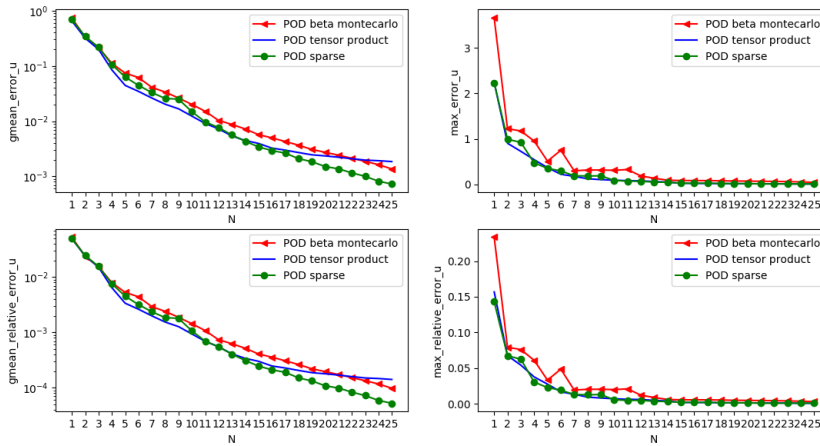 gmean_error_u
10⁰
10⁻¹
10⁻²
10⁻³
POD beta montecarlo
POD tensor product
POD sparse
1 2 3 4 5 6 7 8 9 10 11 12 13 14 15 16 17 18 19 20 21 22 23 24 25
N
max_error_u
3
2
1
0
POD beta montecarlo
POD tensor product
POD sparse
1 2 3 4 5 6 7 8 9 10 11 12 13 14 15 16 17 18 19 20 21 22 23 24 25
N
gmean_relative_error_u
10⁻²
10⁻³
10⁻⁴
POD beta montecarlo
POD tensor product
POD sparse
1 2 3 4 5 6 7 8 9 10 11 12 13 14 15 16 17 18 19 20 21 22 23 24 25
N
max_relative_error_u
0.20
0.15
0.10
0.05
0.00
POD beta montecarlo
POD tensor product
POD sparse
1 2 3 4 5 6 7 8 9 10 11 12 13 14 15 16 17 18 19 20 21 22 23 24 25
N